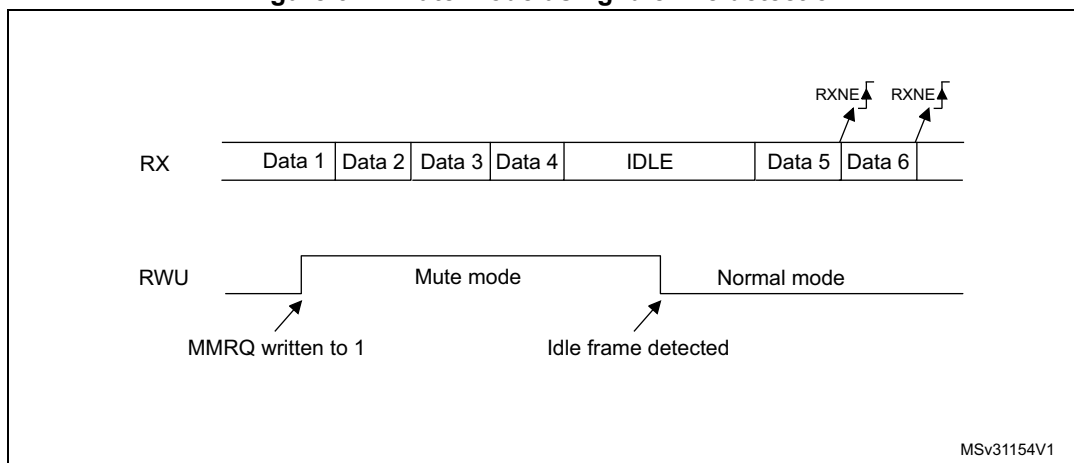 RXNE RXNE
RX Data 1 Data 2 Data 3 Data 4 IDLE Data 5 Data 6
RWU Mute mode Normal mode
MMRQ written to 1 Idle frame detected
MSv31154V1